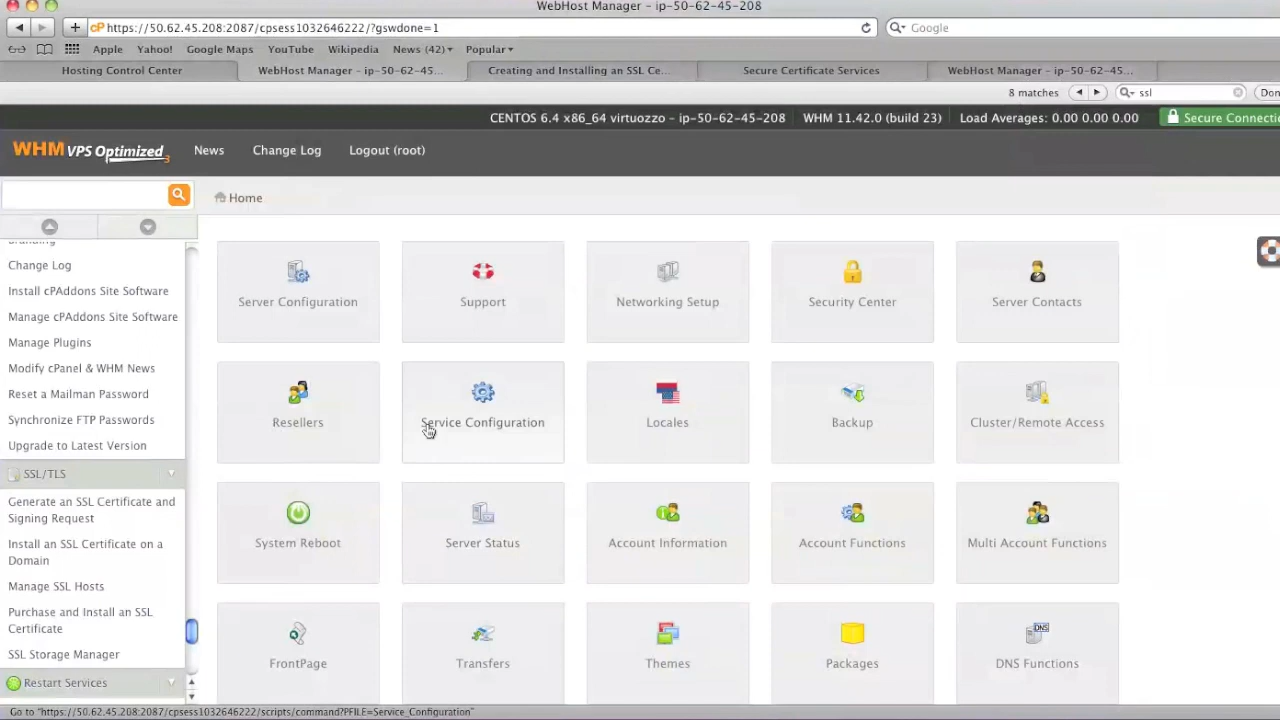 WebHost Manager - ip-50-62-45-208
cP https://50.62.45.208:2087/cpsess1032646222/?gswdone=1
Google
Apple Yahoo! Google Maps YouTube Wikipedia News (42) Popular
Hosting Control Center WebHost Manager - ip-50-62-45... Creating and Installing an SSL Ce... Secure Certificate Services WebHost Manager - ip-50-62-45...
8 matches ssl Don
CENTOS 6.4 x86_64 virtuozzo - ip-50-62-45-208 WHM 11.42.0 (build 23) Load Averages: 0.00 0.00 0.00 Secure Connectio
WHM VPS Optimized 3 News Change Log Logout (root)
Home
Branding
Change Log
Install cPAddons Site Software
Manage cPAddons Site Software
Manage Plugins
Modify cPanel & WHM News
Reset a Mailman Password
Synchronize FTP Passwords
Upgrade to Latest Version
SSL/TLS
Generate an SSL Certificate and
Signing Request
Install an SSL Certificate on a
Domain
Manage SSL Hosts
Purchase and Install an SSL
Certificate
SSL Storage Manager
Restart Services
Server Configuration Support Networking Setup Security Center Server Contacts
Resellers Service Configuration Locales Backup Cluster/Remote Access
System Reboot Server Status Account Information Account Functions Multi Account Functions
DNS
FrontPage Transfers Themes Packages DNS Functions
Go to "https://50.62.45.208:2087/cpsess1032646222/scripts/command?PFILE=Service_Configuration"